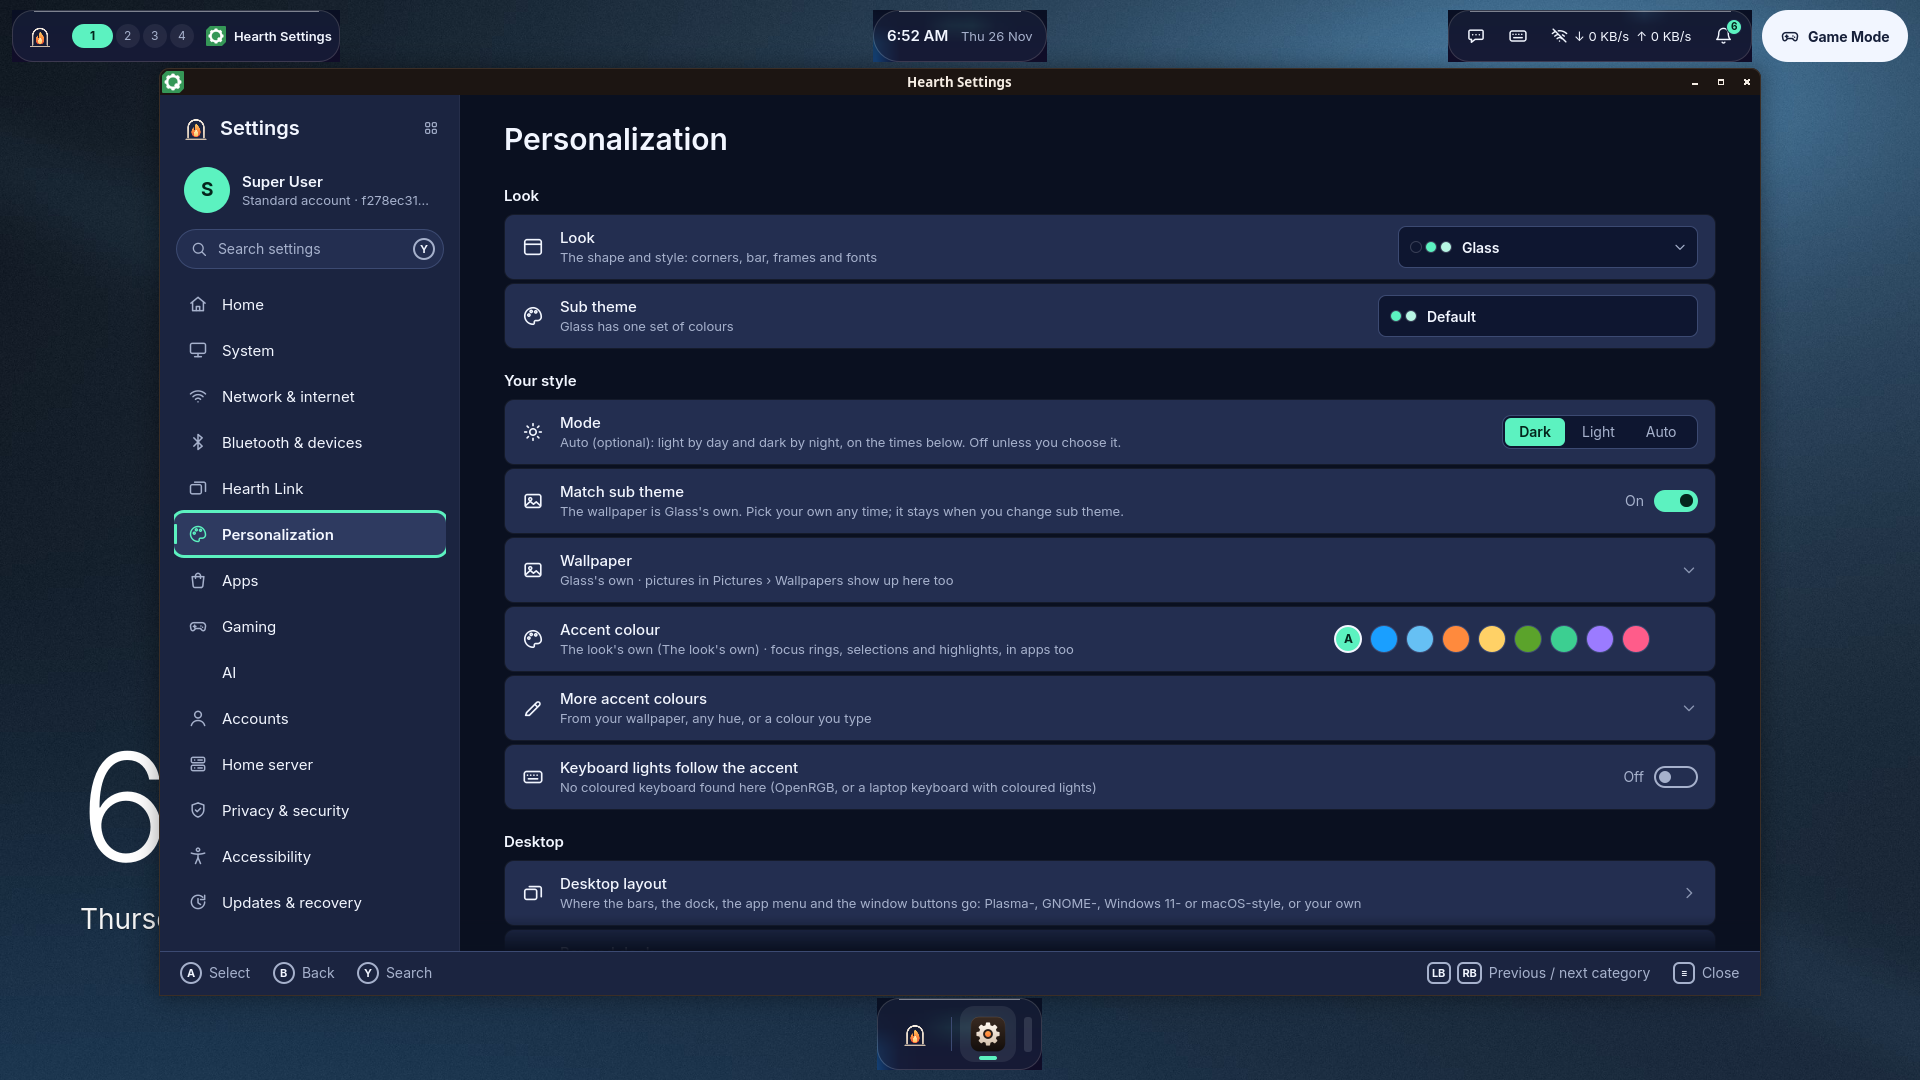 1 2 3 4 Hearth Settings
6:52 AM Thu 26 Nov
↓ 0 KB/s ↑ 0 KB/s 6
Game Mode
Hearth Settings
Settings
S
Super User
Standard account · f278ec31...
Search settings Y
Home
System
Network & internet
Bluetooth & devices
Hearth Link
Personalization
Apps
Gaming
AI
Accounts
Home server
Privacy & security
Accessibility
Updates & recovery
Personalization
Look
Look
The shape and style: corners, bar, frames and fonts
Glass
Sub theme
Glass has one set of colours
Default
Your style
Mode
Auto (optional): light by day and dark by night, on the times below. Off unless you choose it.
Dark Light Auto
Match sub theme
The wallpaper is Glass's own. Pick your own any time; it stays when you change sub theme.
On
Wallpaper
Glass's own · pictures in Pictures › Wallpapers show up here too
Accent colour
The look's own (The look's own) · focus rings, selections and highlights, in apps too
A
More accent colours
From your wallpaper, any hue, or a colour you type
Keyboard lights follow the accent
No coloured keyboard found here (OpenRGB, or a laptop keyboard with coloured lights)
Off
Desktop
Desktop layout
Where the bars, the dock, the app menu and the window buttons go: Plasma-, GNOME-, Windows 11- or macOS-style, or your own
6
Thurs
A Select B Back Y Search
LB RB Previous / next category ≡ Close